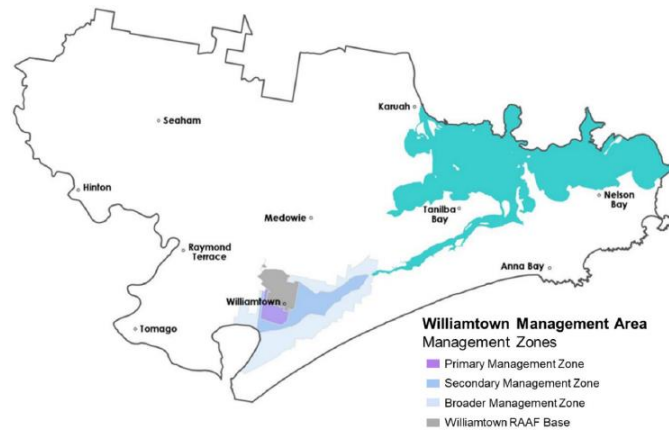 Karuah
Seaham
Hinton
Nelson
Bay
Tanilba
Bay
Medowie
Raymond
Terrace
Anna Bay
Williamtown
Tomago
Williamtown Management Area
Management Zones
Primary Management Zone
Secondary Management Zone
Broader Management Zone
Williamtown RAAF Base